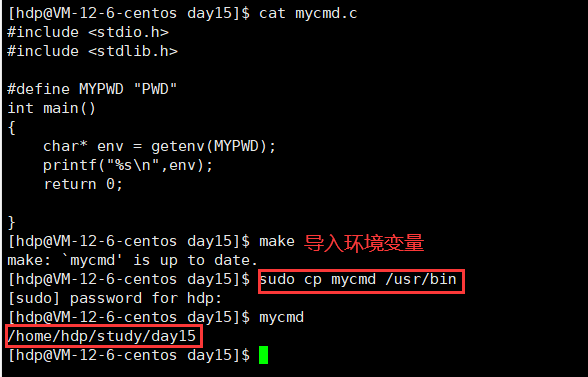 [hdp@VM-12-6-centos day15]$ cat mycmd.c
#include <stdio.h>
#include <stdlib.h>

#define MYPWD "PWD"
int main()
{
    char* env = getenv(MYPWD);
    printf("%s\n",env);
    return 0;

}
[hdp@VM-12-6-centos day15]$ make 导入环境变量
make: `mycmd' is up to date.
[hdp@VM-12-6-centos day15]$ sudo cp mycmd /usr/bin
[sudo] password for hdp:
[hdp@VM-12-6-centos day15]$ mycmd
/home/hdp/study/day15
[hdp@VM-12-6-centos day15]$